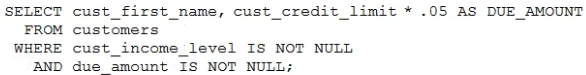 SELECT cust_first_name, cust_credit_limit * .05 AS DUE_AMOUNT
FROM customers
WHERE cust_income_level IS NOT NULL
AND due_amount IS NOT NULL;